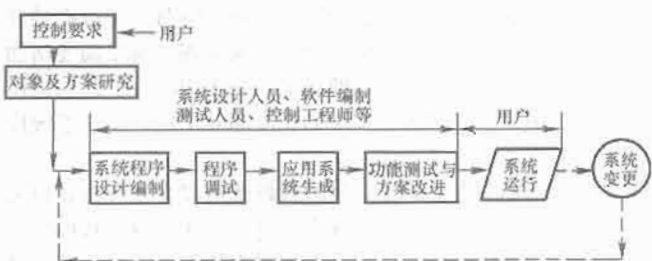 控制要求
用户
对象及方案研究
系统设计人员、软件编制
测试人员、控制工程师等
用户
系统程序
设计编制
程序
调试
应用系
统生成
功能测试与
方案改进
系统
运行
系统
变更